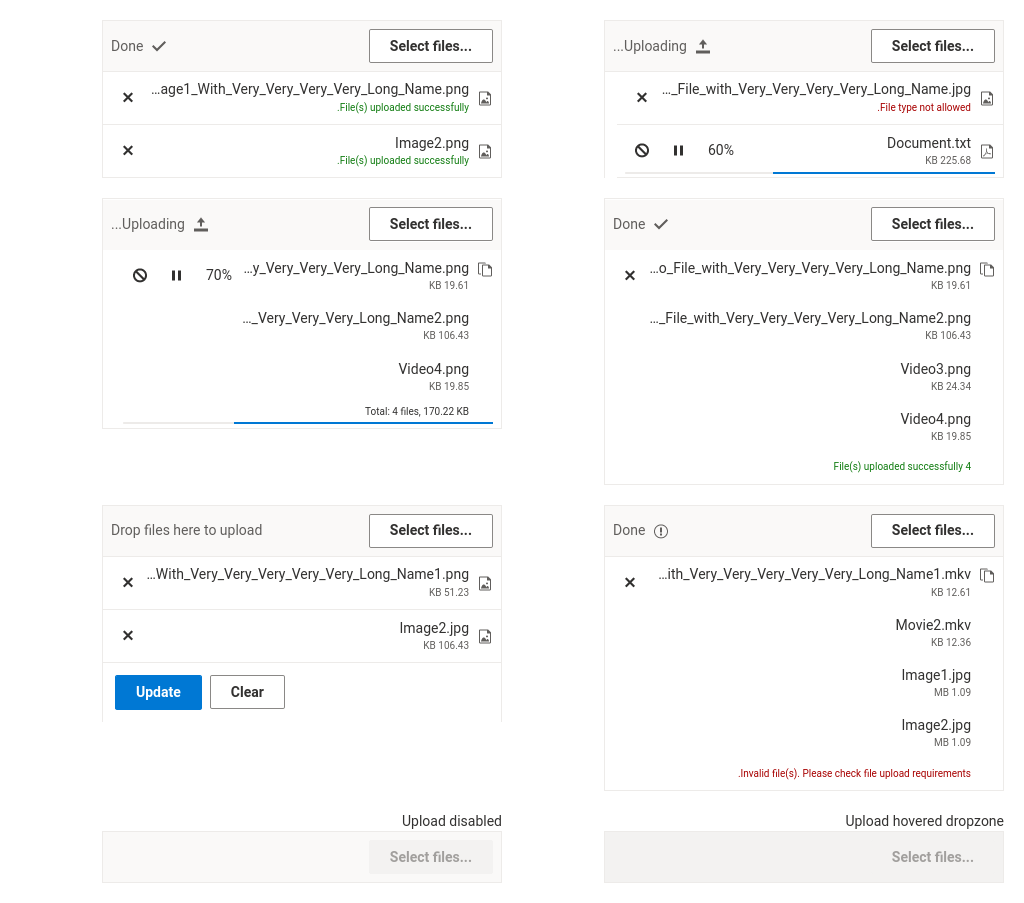 Done
Select files...
...age1_With_Very_Very_Very_Very_Long_Name.png
.File(s) uploaded successfully
Image2.png
.File(s) uploaded successfully
...Uploading
Select files...
..._File_with_Very_Very_Very_Very_Long_Name.jpg
.File type not allowed
60%
Document.txt
KB 225.68
...Uploading
Select files...
70%
...y_Very_Very_Very_Long_Name.png
KB 19.61
..._Very_Very_Very_Long_Name2.png
KB 106.43
Video4.png
KB 19.85
Total: 4 files, 170.22 KB
Done
Select files...
...o_File_with_Very_Very_Very_Very_Long_Name.png
KB 19.61
..._File_with_Very_Very_Very_Very_Long_Name2.png
KB 106.43
Video3.png
KB 24.34
Video4.png
KB 19.85
File(s) uploaded successfully 4
Drop files here to upload
Select files...
...With_Very_Very_Very_Very_Very_Long_Name1.png
KB 51.23
Image2.jpg
KB 106.43
Update
Clear
Done
Select files...
...ith_Very_Very_Very_Very_Very_Long_Name1.mkv
KB 12.61
Movie2.mkv
KB 12.36
Image1.jpg
MB 1.09
Image2.jpg
MB 1.09
.Invalid file(s). Please check file upload requirements
Upload disabled
Select files...
Upload hovered dropzone
Select files...